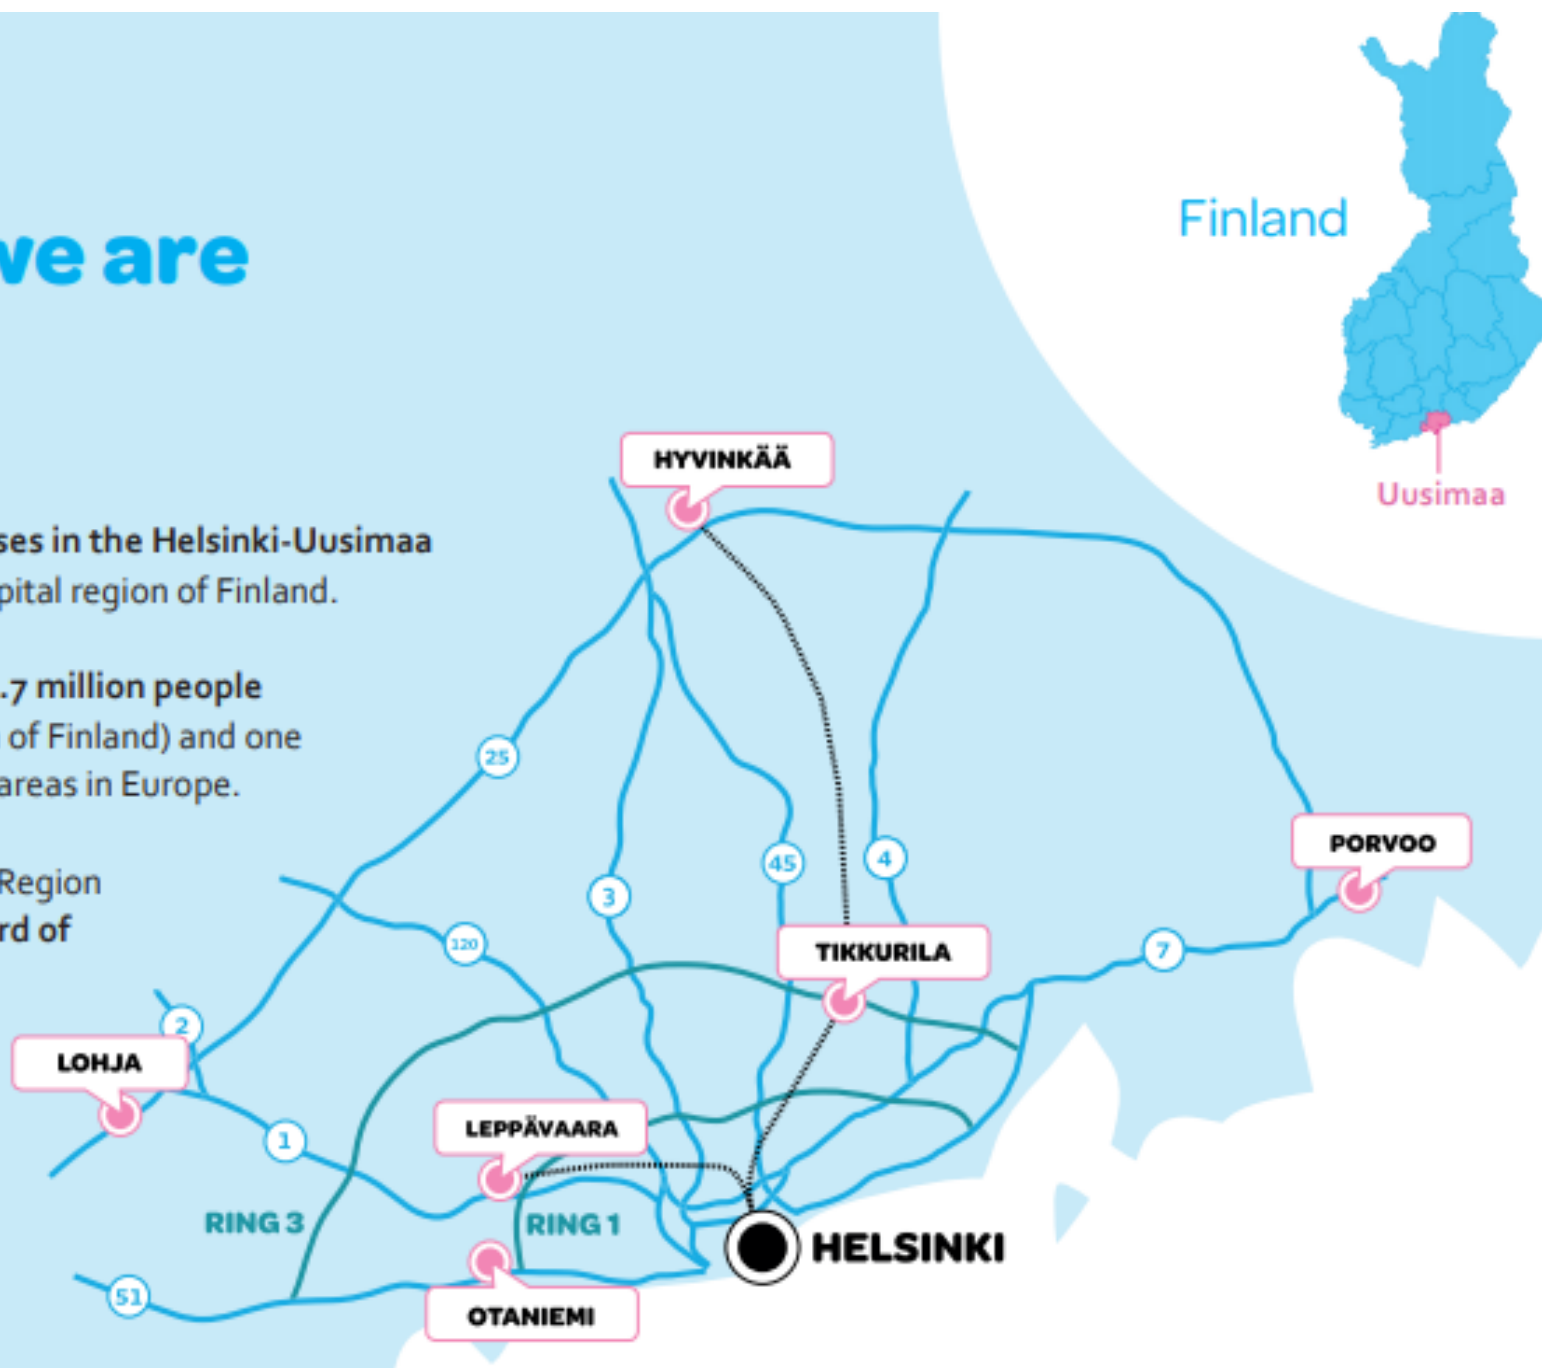 we are
Finland
Uusimaa
HYVINKÄÄ
ses in the Helsinki-Uusimaa
pital region of Finland.
.7 million people
of Finland) and one
areas in Europe.
Region
rd of
25
PORVOO
45
4
3
120
TIKKURILA
7
2
LOHJA
LEPPÄVAARA
1
RING 3
RING 1
HELSINKI
51
OTANIEMI